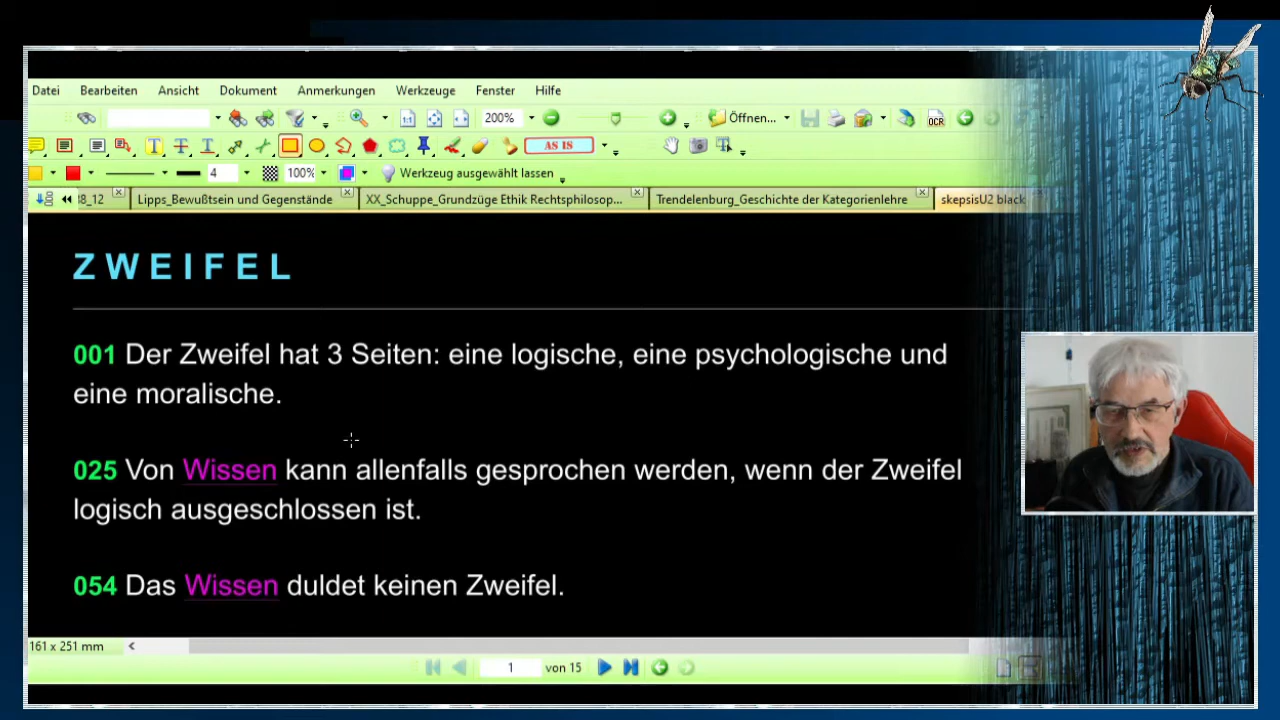 Datei Bearbeiten Ansicht Dokument Anmerkungen Werkzeuge Fenster Hilfe
1:1 200% Öffnen... OCR
T T T AS IS T
4 100% Werkzeug ausgewählt lassen
8_12 Lipps_Bewußtsein und Gegenstände XX_Schuppe_Grundzüge Ethik Rechtsphilosop... Trendelenburg_Geschichte der Kategorienlehre skepsisU2 black
ZWEIFEL
001 Der Zweifel hat 3 Seiten: eine logische, eine psychologische und
eine moralische.
025 Von Wissen kann allenfalls gesprochen werden, wenn der Zweifel
logisch ausgeschlossen ist.
054 Das Wissen duldet keinen Zweifel.
161 x 251 mm
1 von 15